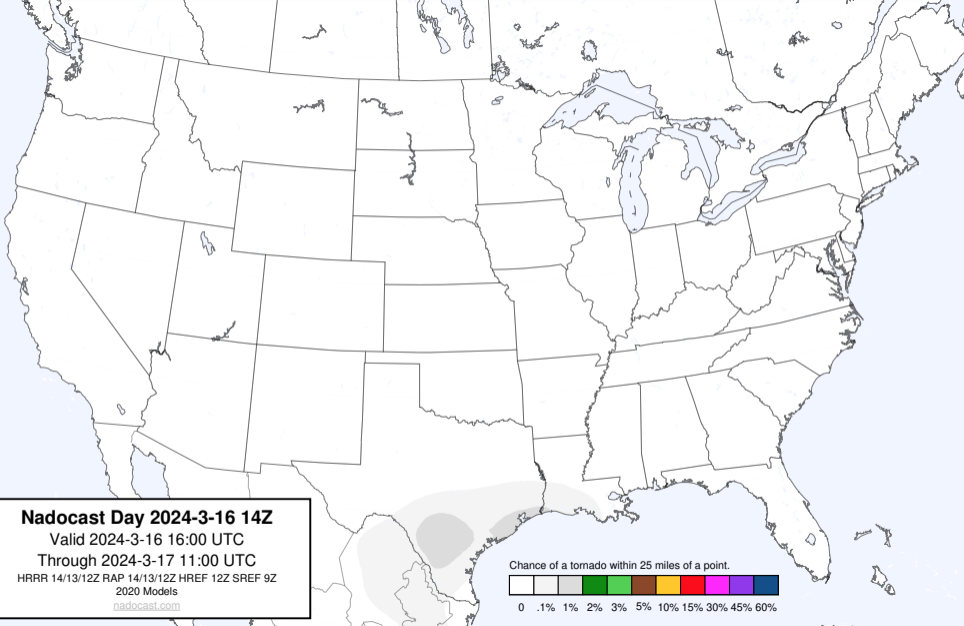 Nadocast Day 2024-3-16 14Z
Valid 2024-3-16 16:00 UTC
Through 2024-3-17 11:00 UTC
HRRR 14/13/12Z RAP 14/13/12Z HREF 12Z SREF 9Z
2020 Models
nadocast.com
Chance of a tornado within 25 miles of a point.
0 .1% 1% 2% 3% 5% 10% 15% 30% 45% 60%